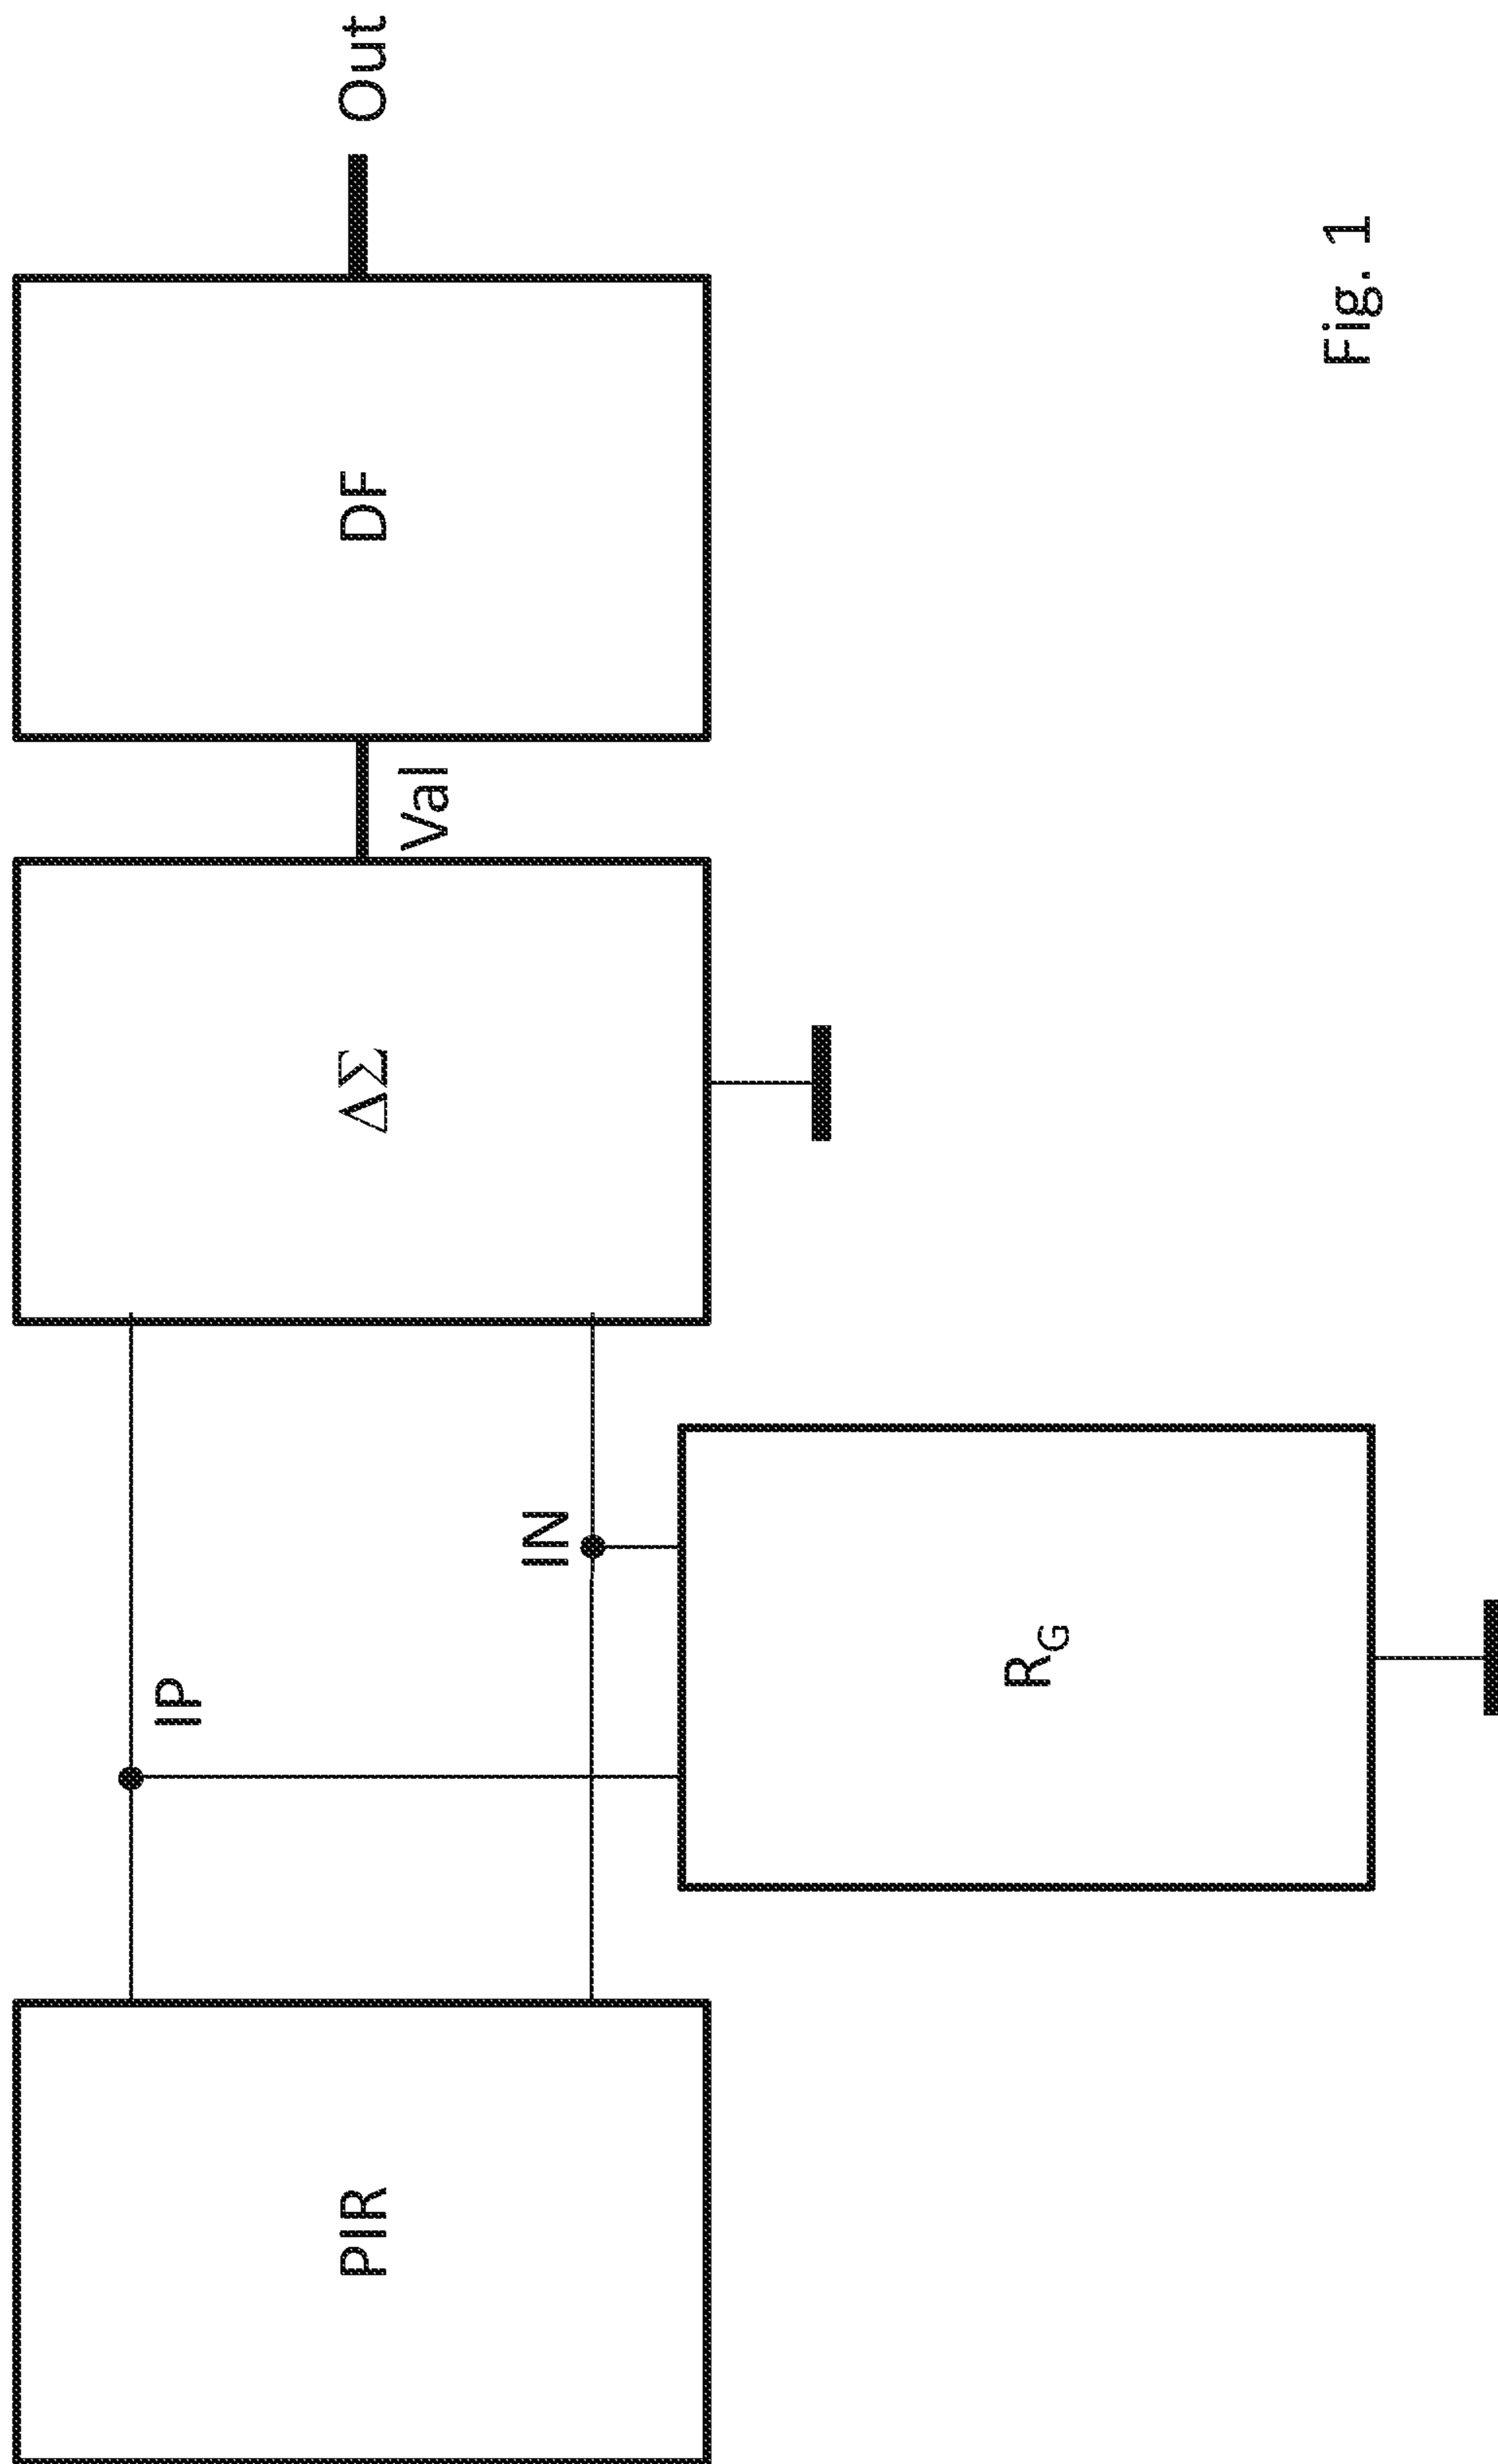 PIR
IP
IN
R_G
ΔΣ
Val
DF
Out
Fig. 1